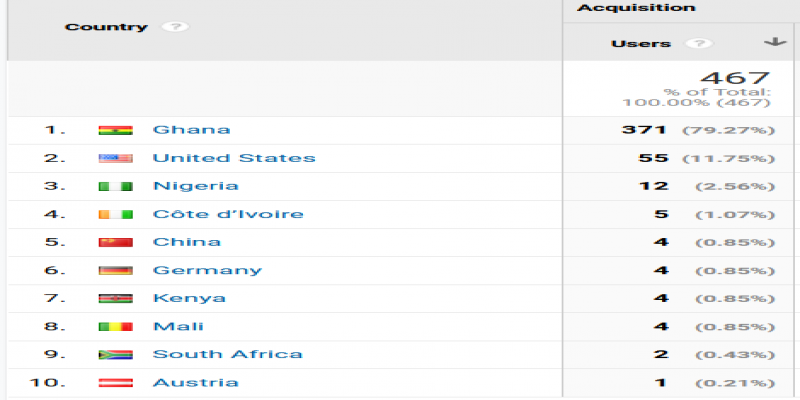 Acquisition
Country ?
Users ?
467
% of Total:
100.00% (467)
1. Ghana 371 (79.27%)
2. United States 55 (11.75%)
3. Nigeria 12 (2.56%)
4. Côte d’Ivoire 5 (1.07%)
5. China 4 (0.85%)
6. Germany 4 (0.85%)
7. Kenya 4 (0.85%)
8. Mali 4 (0.85%)
9. South Africa 2 (0.43%)
10. Austria 1 (0.21%)